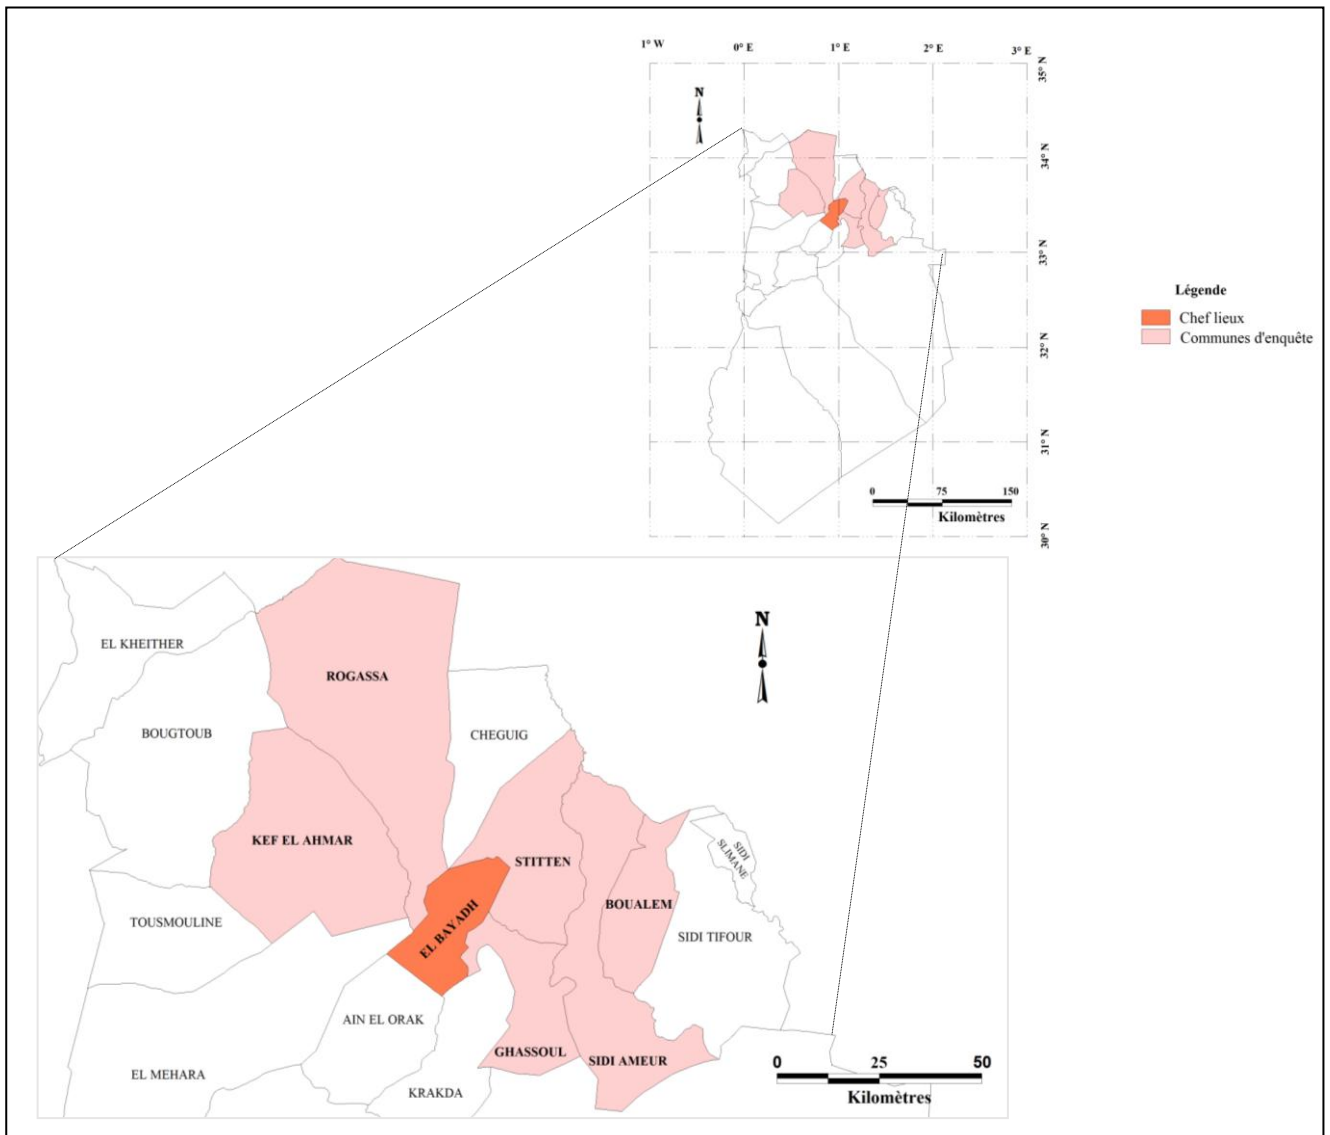 1° W 0° E 1° E 2° E 3° E
35° N
N
34° N
33° N
32° N
31° N
30° N
0 75 150
Kilomètres
Légende
Chef lieux
Communes d'enquête
N
EL KHEITHER
ROGASSA
BOUGTOUB
CHEGUIG
KEF EL AHMAR
STITTEN
SIDI
SLIMANE
BOUALEM
TOUSMOULINE
EL BAYADH
SIDI TIFOUR
AIN EL ORAK
GHASSOUL
SIDI AMEUR
EL MEHARA
KRAKDA
0 25 50
Kilomètres